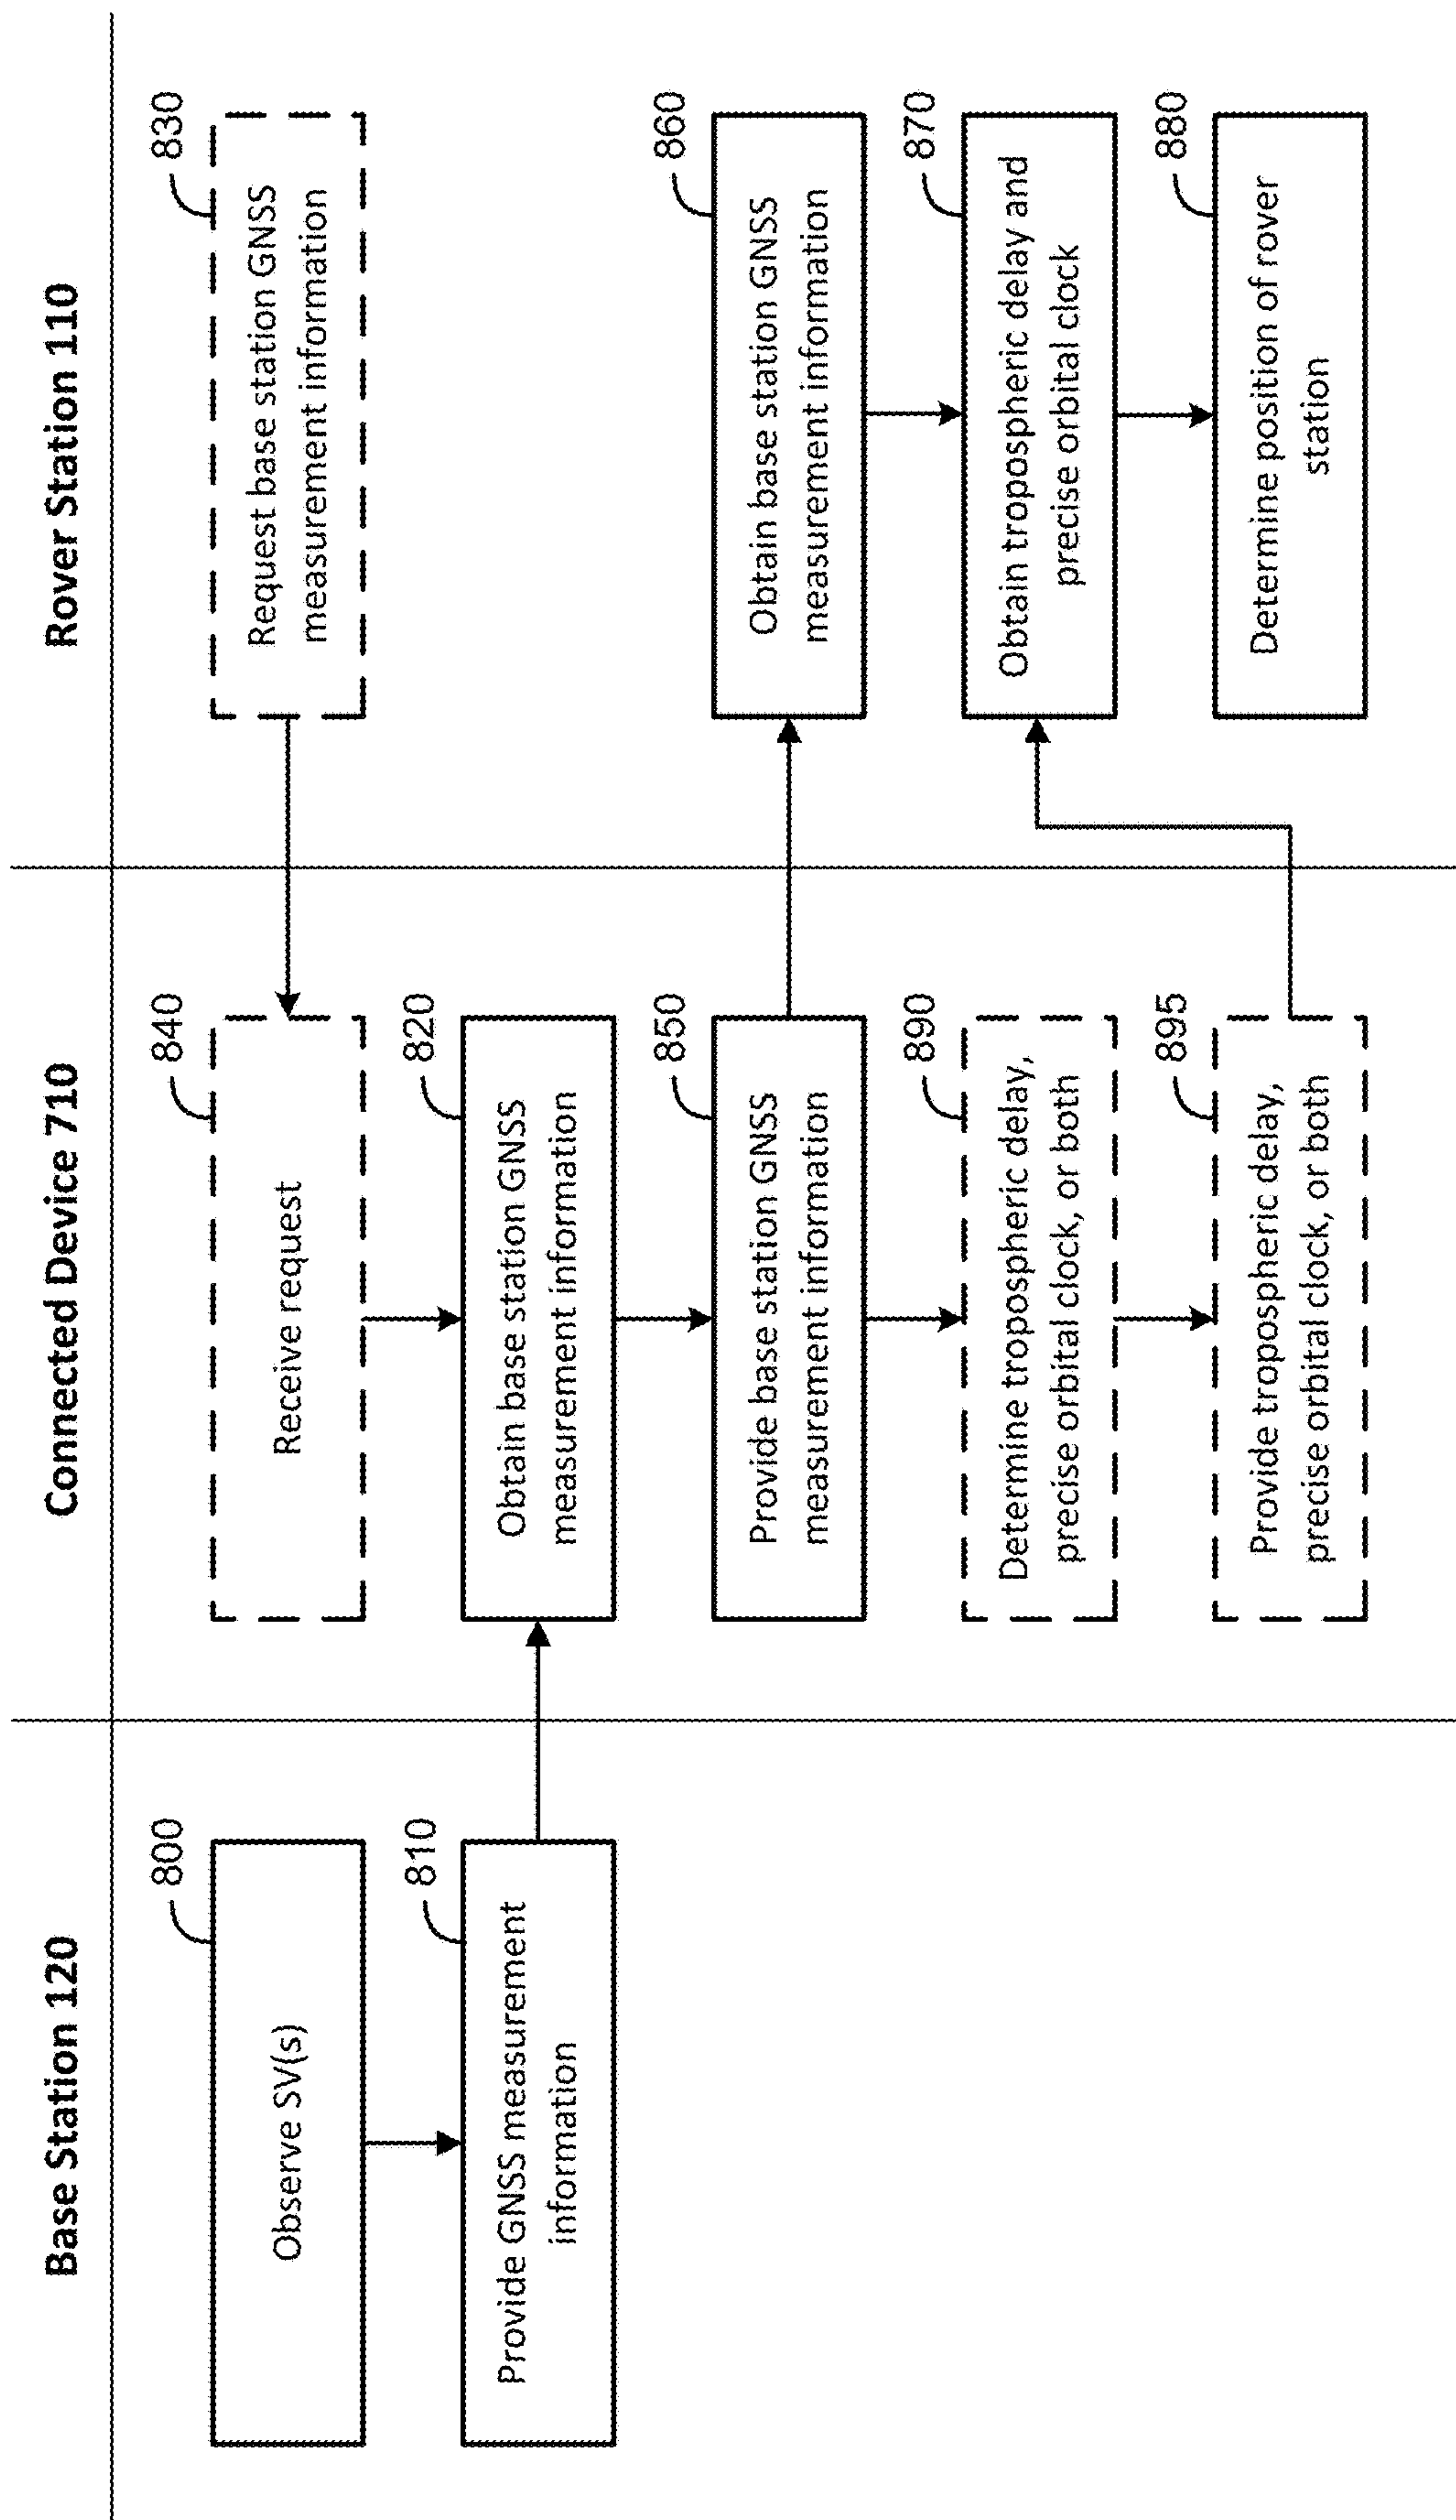 Base Station 120
Connected Device 710
Rover Station 110
800
Observe SV(s)
810
Provide GNSS measurement
information
840
Receive request
820
Obtain base station GNSS
measurement information
850
Provide base station GNSS
measurement information
890
Determine tropospheric delay,
precise orbital clock, or both
895
Provide tropospheric delay,
precise orbital clock, or both
830
Request base station GNSS
measurement information
860
Obtain base station GNSS
measurement information
870
Obtain tropospheric delay and
precise orbital clock
880
Determine position of rover
station